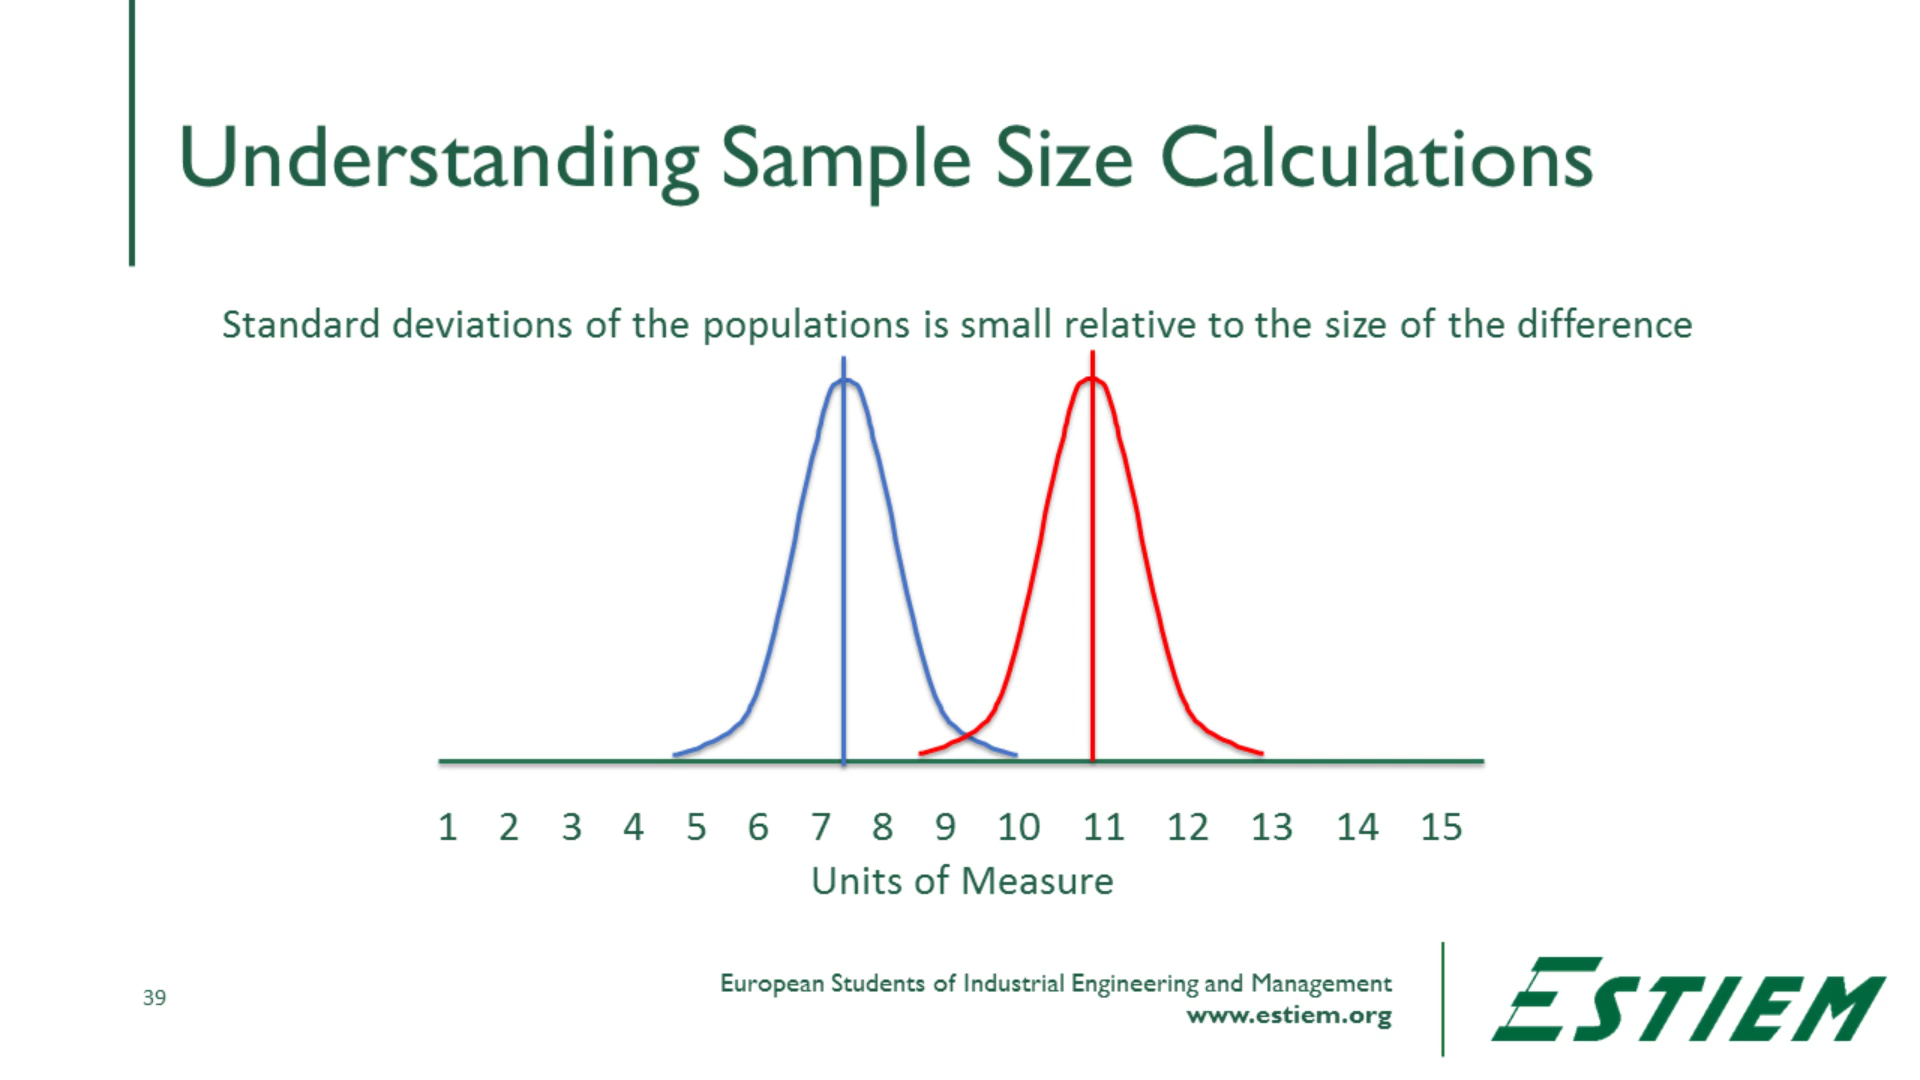 Understanding Sample Size Calculations
Standard deviations of the populations is small relative to the size of the difference
1 2 3 4 5 6 7 8 9 10 11 12 13 14 15
Units of Measure
39
European Students of Industrial Engineering and Management
www.estiem.org
ESTIEM